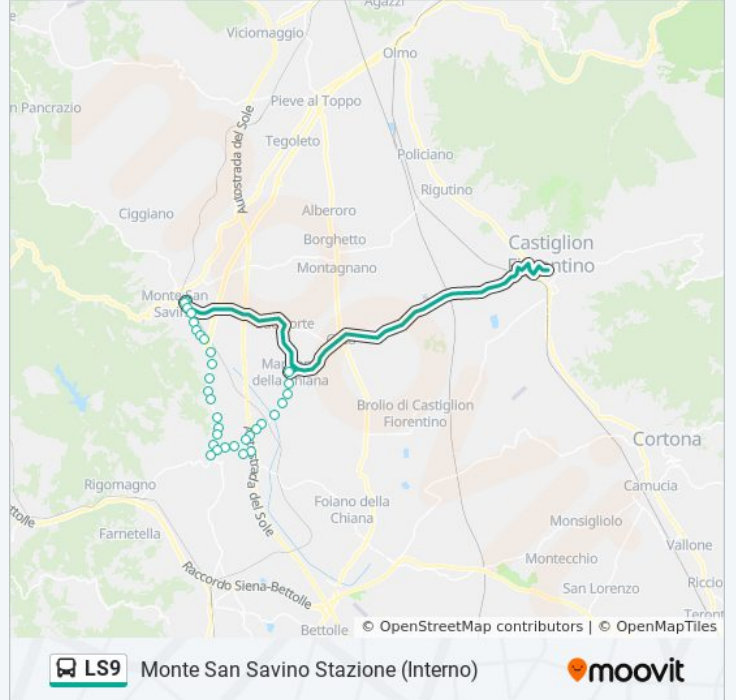 Agazzi
Viciomaggio
Olmo
n Pancrazio
Pieve al Toppo
Autostrada del Sole
Tegoleto
Policiano
Rigutino
Ciggiano
Alberoro
Borghetto
Castiglion
Fiorentino
Montagnano
Monte San
Savino
della Chiana
Brolio di Castiglion
Fiorentino
Cortona
Autostrada del Sole
Rigomagno
Camucia
Foiano della
Chiana
ttolle
Farnetella
Monsigliolo
Vallone
Raccordo Siena-Bettolle
Montecchio
Riccio
San Lorenzo
Teront
Bettolle
© OpenStreetMap contributors | © OpenMapTiles
LS9 Monte San Savino Stazione (Interno)
moovit